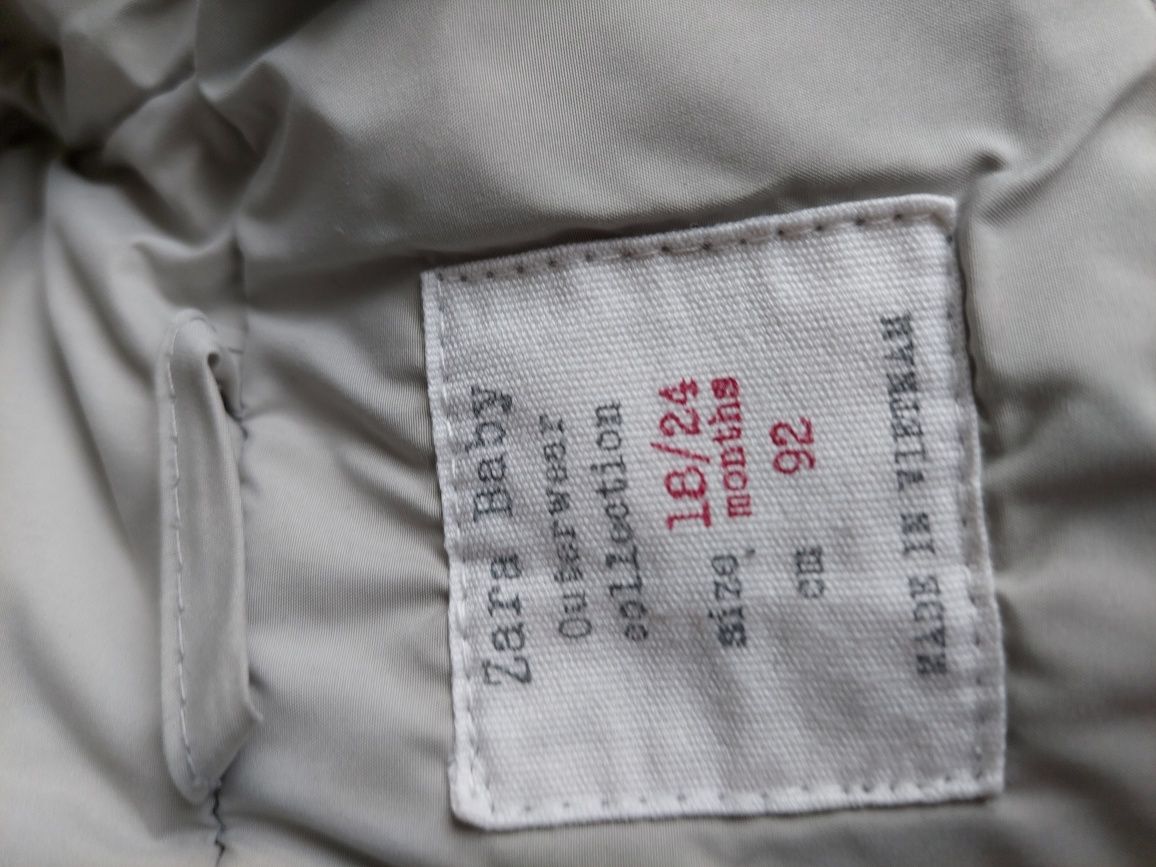 Zara Baby
Outerwear
collection
18/24
size months
cm 92
MADE IN VIETNAM